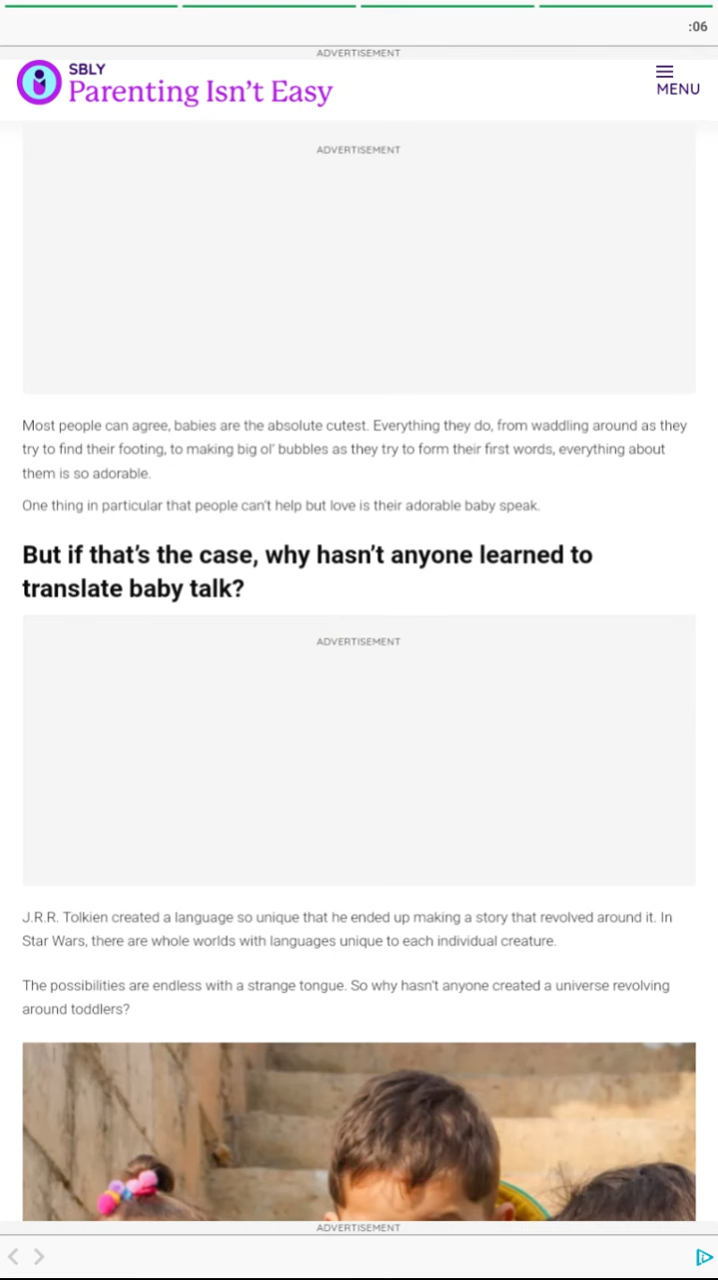 :06
ADVERTISEMENT
SBLY
Parenting Isn’t Easy
MENU
ADVERTISEMENT
Most people can agree, babies are the absolute cutest. Everything they do, from waddling around as they
try to find their footing, to making big ol’ bubbles as they try to form their first words, everything about
them is so adorable.
One thing in particular that people can’t help but love is their adorable baby speak.
But if that’s the case, why hasn’t anyone learned to
translate baby talk?
ADVERTISEMENT
J.R.R. Tolkien created a language so unique that he ended up making a story that revolved around it. In
Star Wars, there are whole worlds with languages unique to each individual creature.
The possibilities are endless with a strange tongue. So why hasn’t anyone created a universe revolving
around toddlers?
ADVERTISEMENT